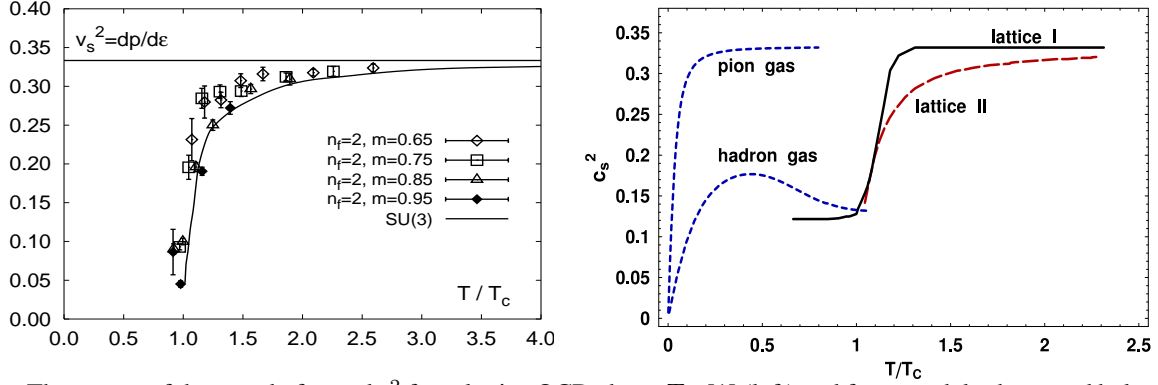 0.40
0.35
0.30
0.25
0.20
0.15
0.10
0.05
0.00
v_s^2=dp/dε
n_f=2, m=0.65
n_f=2, m=0.75
n_f=2, m=0.85
n_f=2, m=0.95
SU(3)
T / T_c
0.0 0.5 1.0 1.5 2.0 2.5 3.0 3.5 4.0
c_s^2
0.35
0.3
0.25
0.2
0.15
0.1
0.05
0
lattice I
pion gas
lattice II
hadron gas
0 0.5 1 1.5 2 2.5
T/T_C